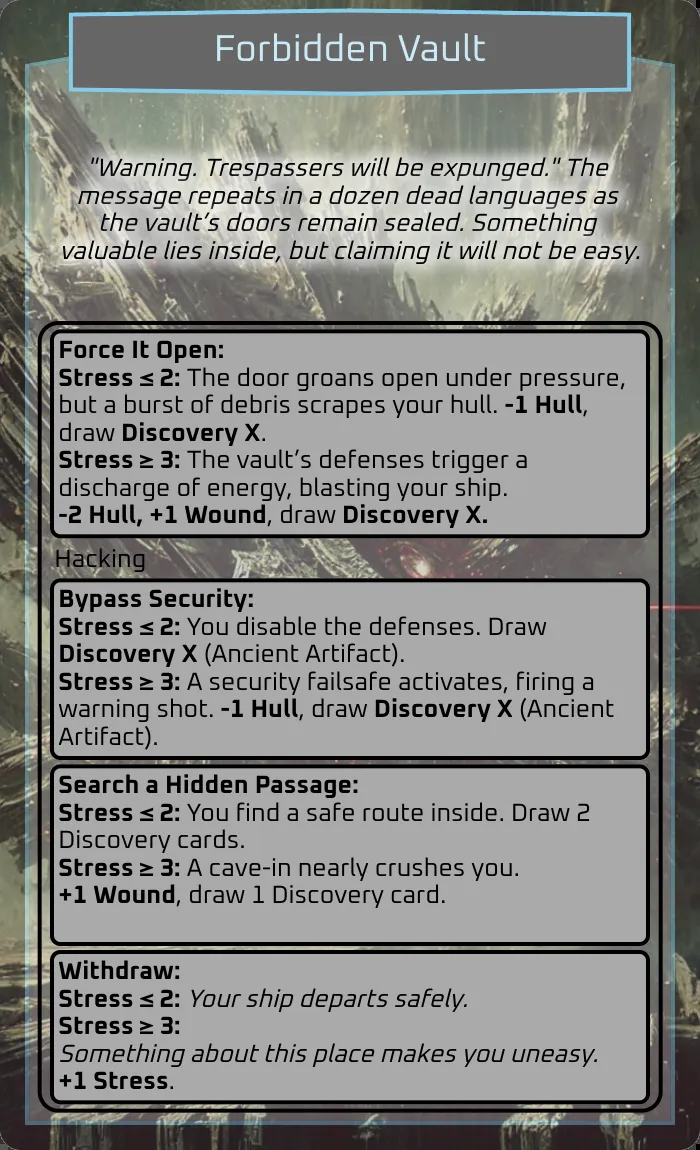 Forbidden Vault
"Warning. Trespassers will be expunged." The
message repeats in a dozen dead languages as
the vault's doors remain sealed. Something
valuable lies inside, but claiming it will not be easy.
Force It Open:
Stress ≤ 2: The door groans open under pressure,
but a burst of debris scrapes your hull. -1 Hull,
draw Discovery X.
Stress ≥ 3: The vault's defenses trigger a
discharge of energy, blasting your ship.
-2 Hull, +1 Wound, draw Discovery X.
Hacking
Bypass Security:
Stress ≤ 2: You disable the defenses. Draw
Discovery X (Ancient Artifact).
Stress ≥ 3: A security failsafe activates, firing a
warning shot. -1 Hull, draw Discovery X (Ancient
Artifact).
Search a Hidden Passage:
Stress ≤ 2: You find a safe route inside. Draw 2
Discovery cards.
Stress ≥ 3: A cave-in nearly crushes you.
+1 Wound, draw 1 Discovery card.
Withdraw:
Stress ≤ 2: Your ship departs safely.
Stress ≥ 3:
Something about this place makes you uneasy.
+1 Stress.